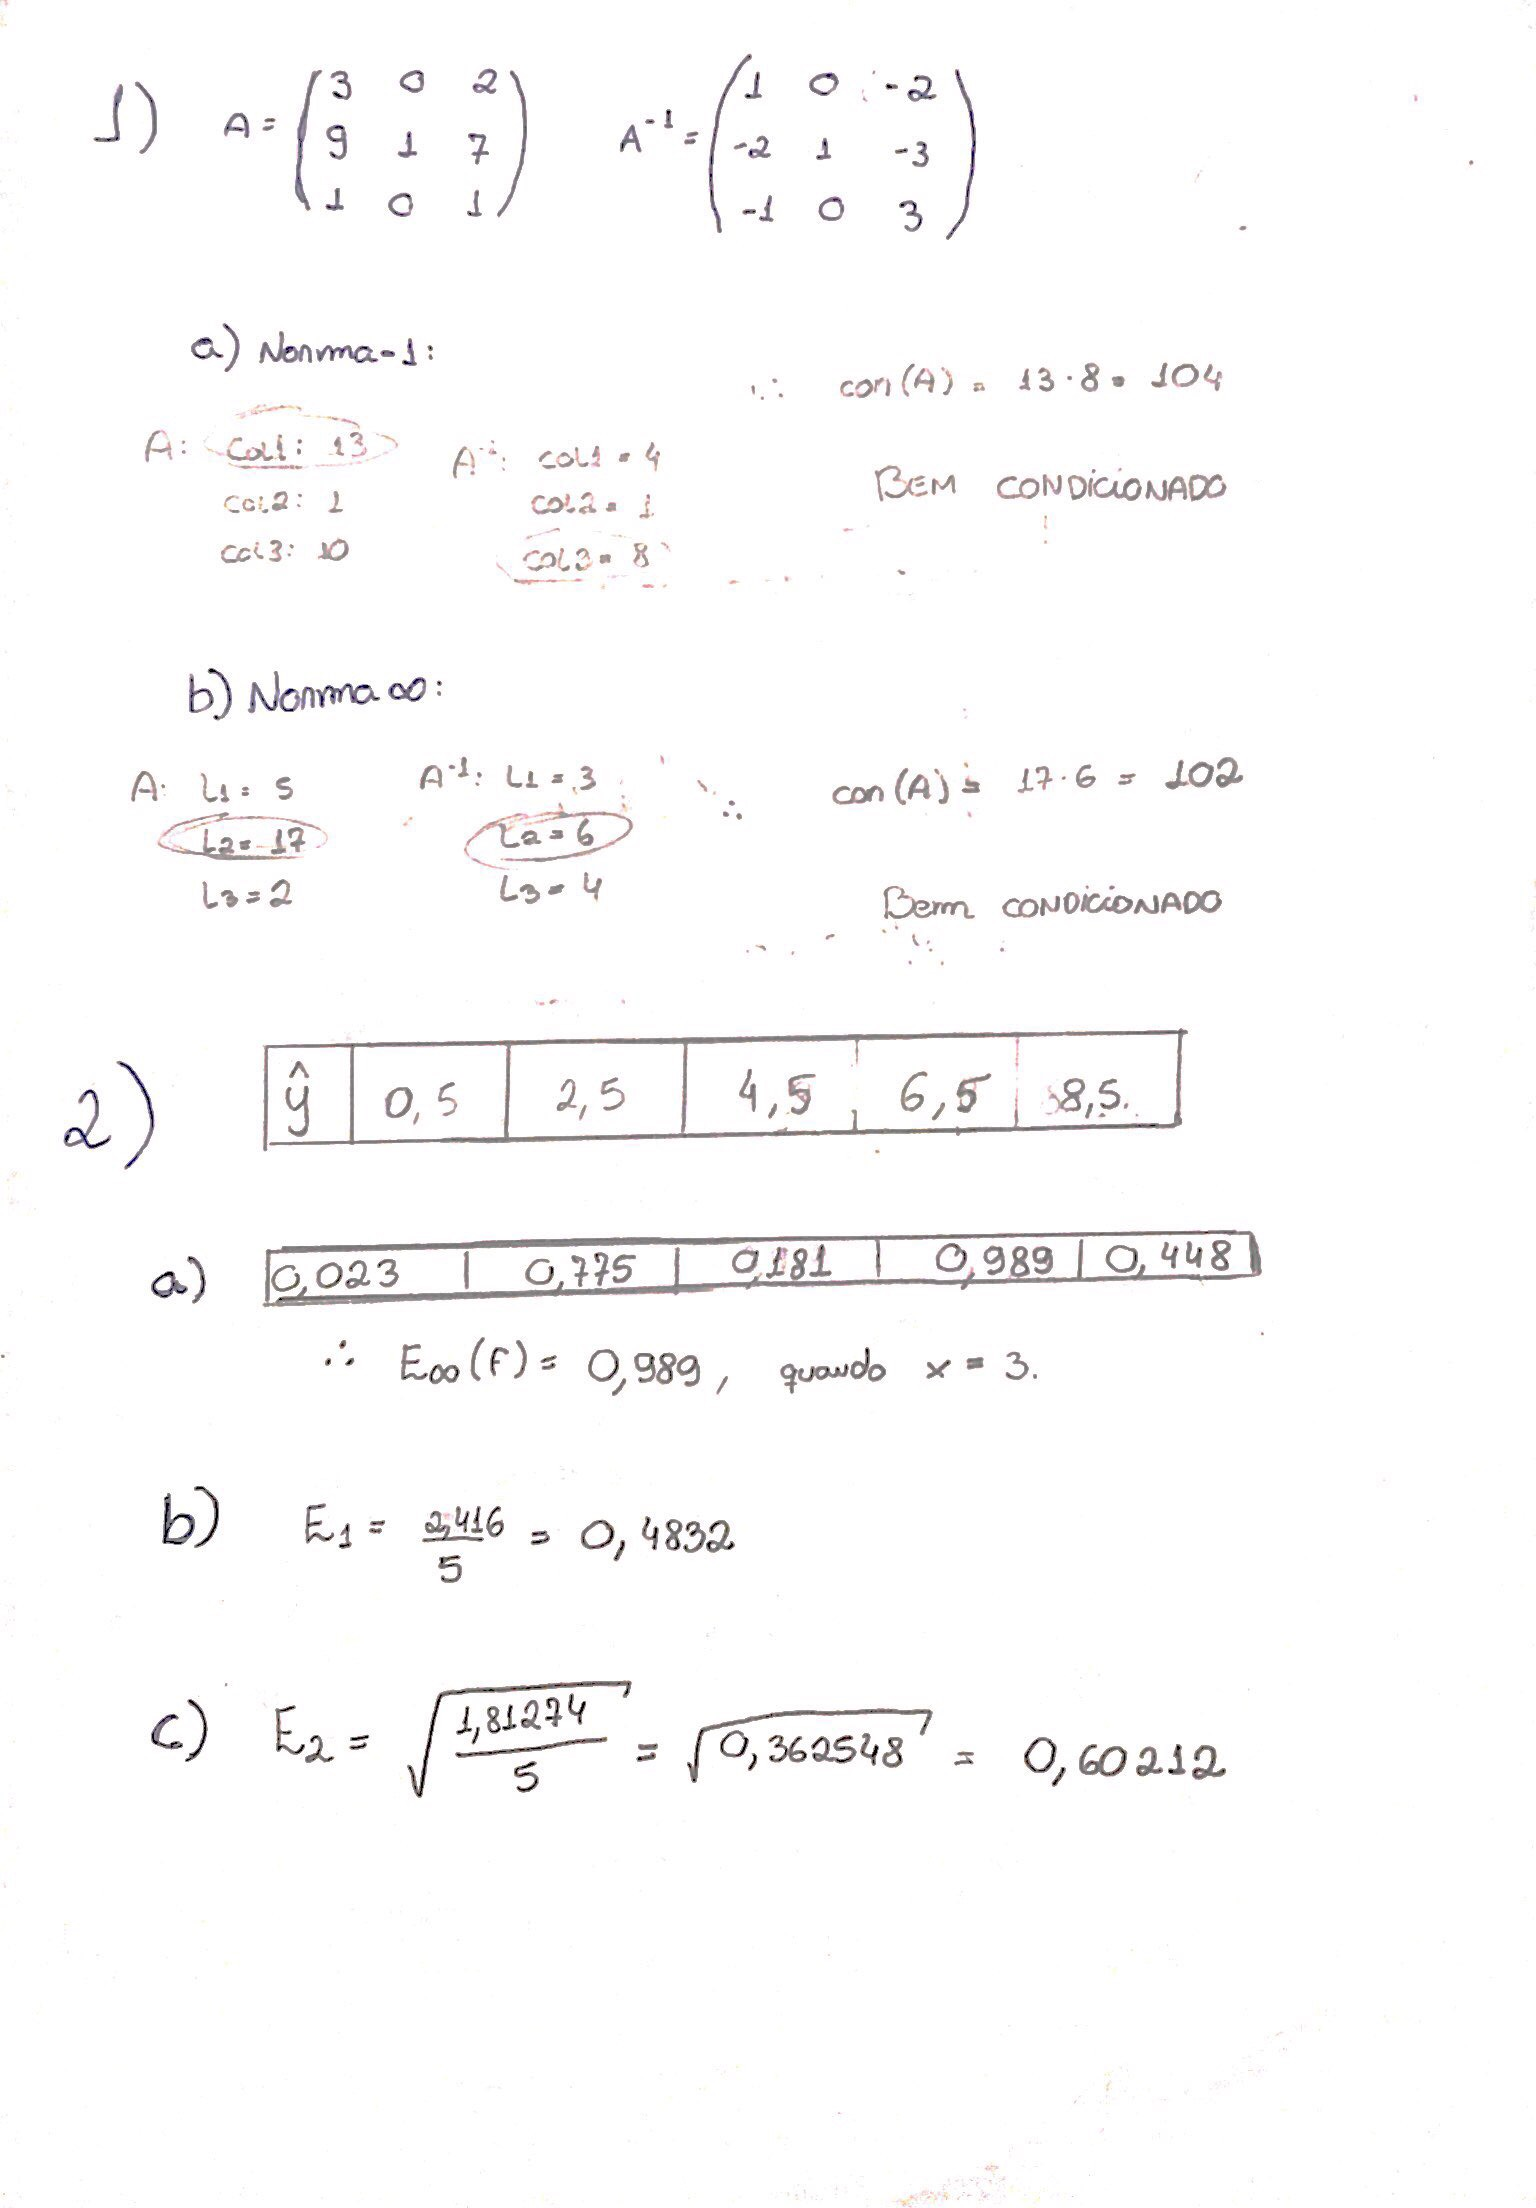 1) A = (3 0 2 A⁻¹ = (1 0 -2
9 1 7 -2 1 -3
1 0 1) -1 0 3)
a) Norma-1:
∴ con(A) = 13·8 = 104
A: Col1: 13 A⁻¹: col1 = 4
col2: 1 col2 = 1
col3: 10 col3 = 8
BEM CONDICIONADO
b) Norma ∞:
A: L1 = 5 A⁻¹: L1 = 3 ∴ con(A) = 17·6 = 102
L2 = 17 L2 = 6
L3 = 2 L3 = 4
Bem CONDICIONADO
2) ŷ | 0,5 | 2,5 | 4,5 | 6,5 | 8,5.
a) 0,023 | 0,775 | 0,181 | 0,989 | 0,448
∴ E∞(f) = 0,989, quando x = 3.
b) E₁ = 2,416/5 = 0,4832
c) E₂ = √(1,81274/5) = √0,362548 = 0,60212